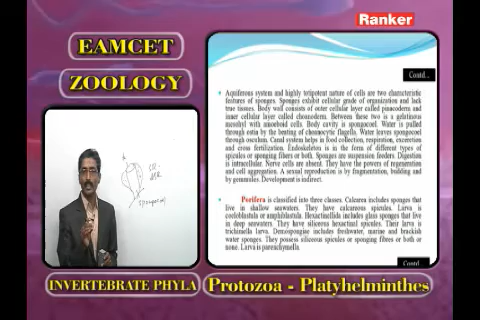 Ranker
EAMCET
ZOOLOGY
Contd...
Aquiferous system and highly totipotent nature of cells are two characteristic
features of sponges. Sponges exhibit cellular grade of organization and lack
true tissues. Body wall consists of outer cellular layer called pinacoderm and
inner cellular layer called choanoderm. Between these two is a gelatinous
mesohyl with amoeboid cells. Body cavity is spongocoel. Water is pulled
through ostia by the beating of choanocytic flagella. Water leaves spongocoel
through osculum. Canal system helps in food collection, respiration, excretion
and cross fertilization. Endoskeleton is in the form of different types of
spicules or sponging fibers or both. Sponges are suspension feeders. Digestion
is intracellular. Nerve cells are absent. They have the powers of regeneration
and cell aggregation. A sexual reproduction is by fragmentation, budding and
by gemmules. Development is indirect.
Porifera is classified into three classes. Calcarea includes sponges that
live in shallow seawaters. They have calcareous spicules. Larva is
coeloblastula or amphiblastula. Hexactinellida includes glass sponges that live
in deep seawaters. They have siliceous hexactinal spicules. Their larva is
trichimella larva. Demospongiae includes freshwater, marine and brackish
water sponges. They possess siliceous spicules or sponging fibres or both or
none. Larva is parenchymella.
Contd
INVERTEBRATE PHYLA
Protozoa - Platyhelminthes